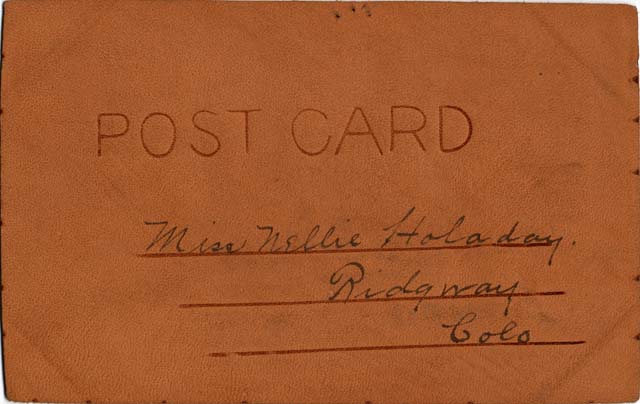 POST CARD
Miss Nellie Holaday.
Ridgway
Colo